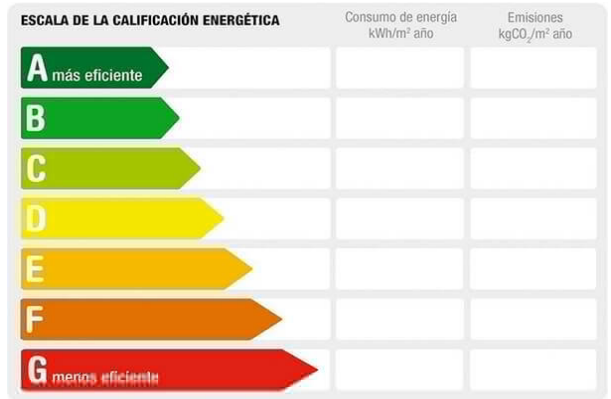 ESCALA DE LA CALIFICACIÓN ENERGÉTICA
Consumo de energía
kWh/m² año
Emisiones
kgCO₂/m² año
A más eficiente
B
C
D
E
F
G menos eficiente